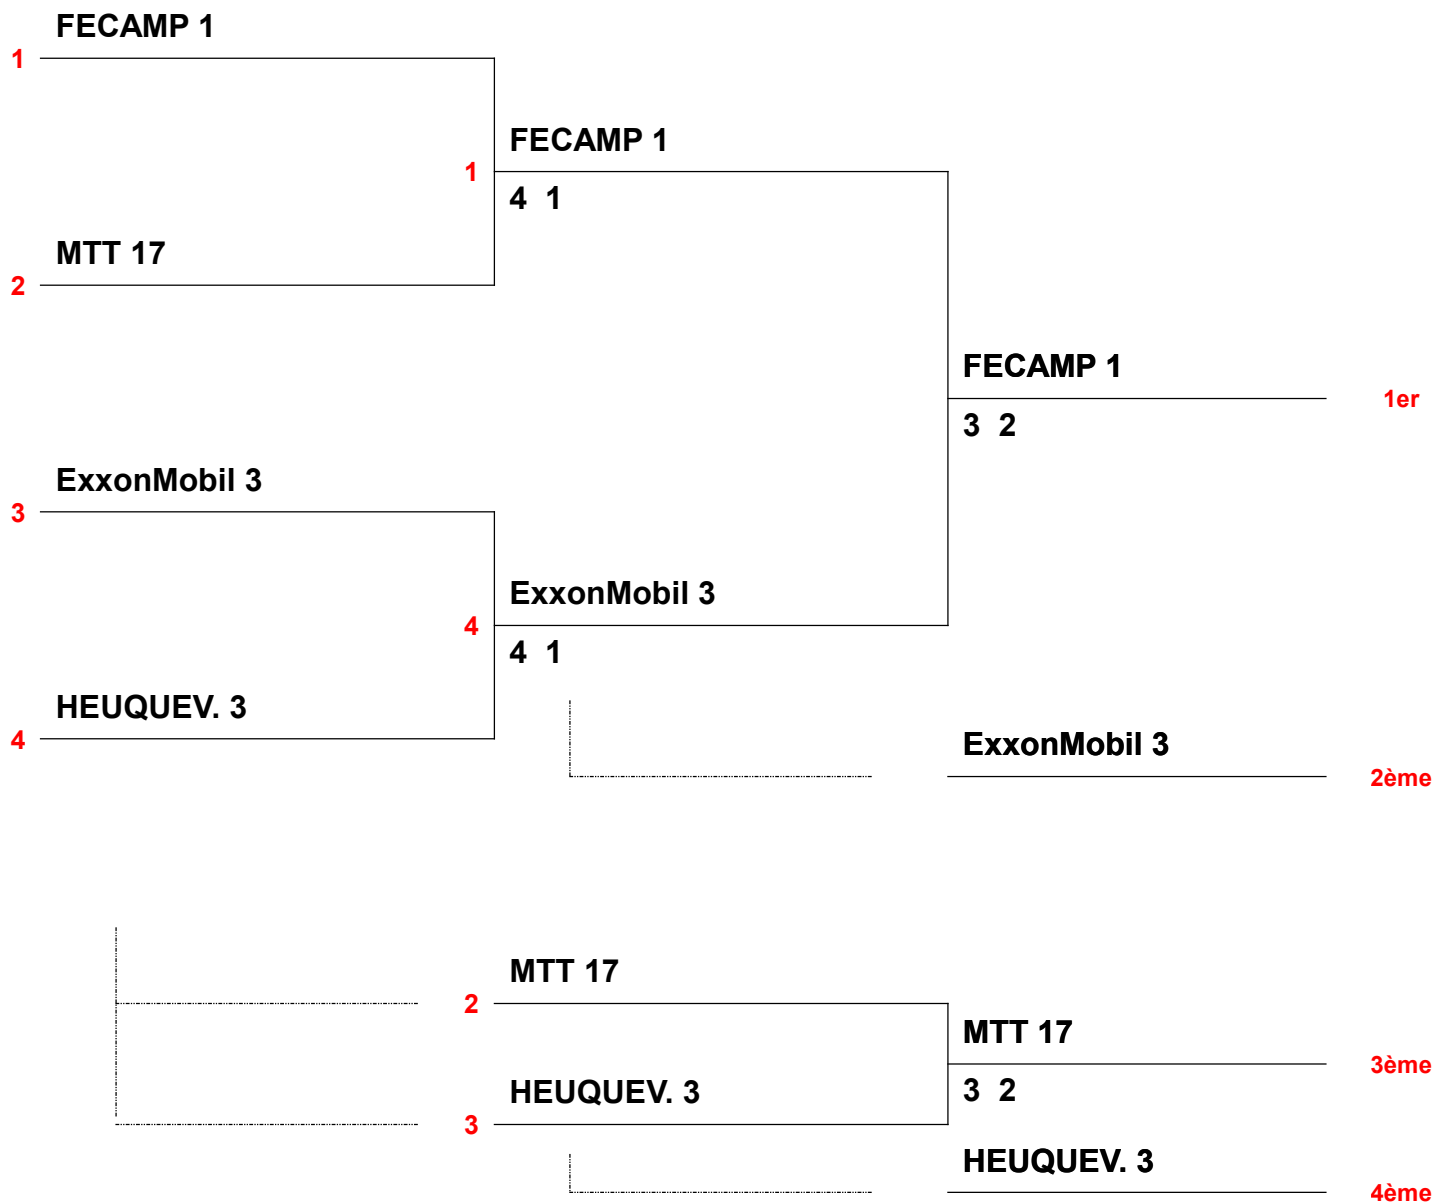 FECAMP 1
1
FECAMP 1
1
4 1
MTT 17
2
FECAMP 1
1er
3 2
ExxonMobil 3
3
ExxonMobil 3
4
4 1
HEUQUEV. 3
4
ExxonMobil 3
2ème
MTT 17
2
MTT 17
3ème
3 2
HEUQUEV. 3
3
HEUQUEV. 3
4ème